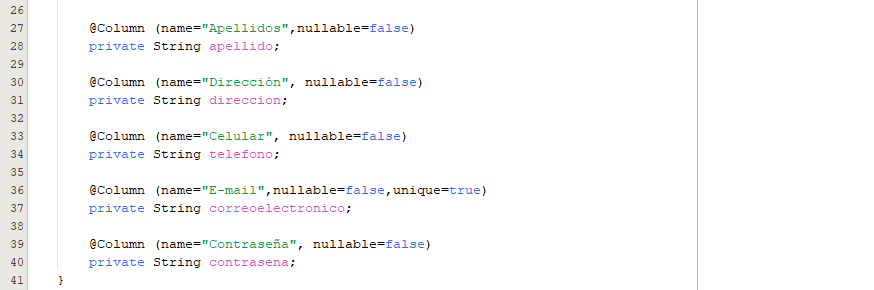 26
27 @Column (name="Apellidos",nullable=false)
28 private String apellido;
29
30 @Column (name="Dirección", nullable=false)
31 private String direccion;
32
33 @Column (name="Celular", nullable=false)
34 private String telefono;
35
36 @Column (name="E-mail",nullable=false,unique=true)
37 private String correoelectronico;
38
39 @Column (name="Contraseña", nullable=false)
40 private String contrasena;
41 }